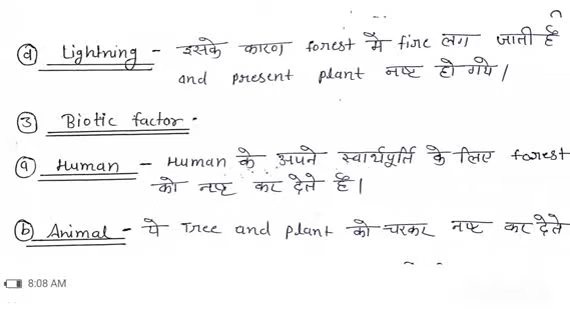 ⓓ Lightning - इसके कारण forest में fire लग जाती है
and present plant नष्ट हो गये।
③ Biotic factor.
ⓐ Human - Human के अपने स्वार्थपूर्ति के लिए forest
को नष्ट कर देते है।
ⓑ Animal - ये Tree and plant को चरकर नष्ट कर देते
8:08 AM